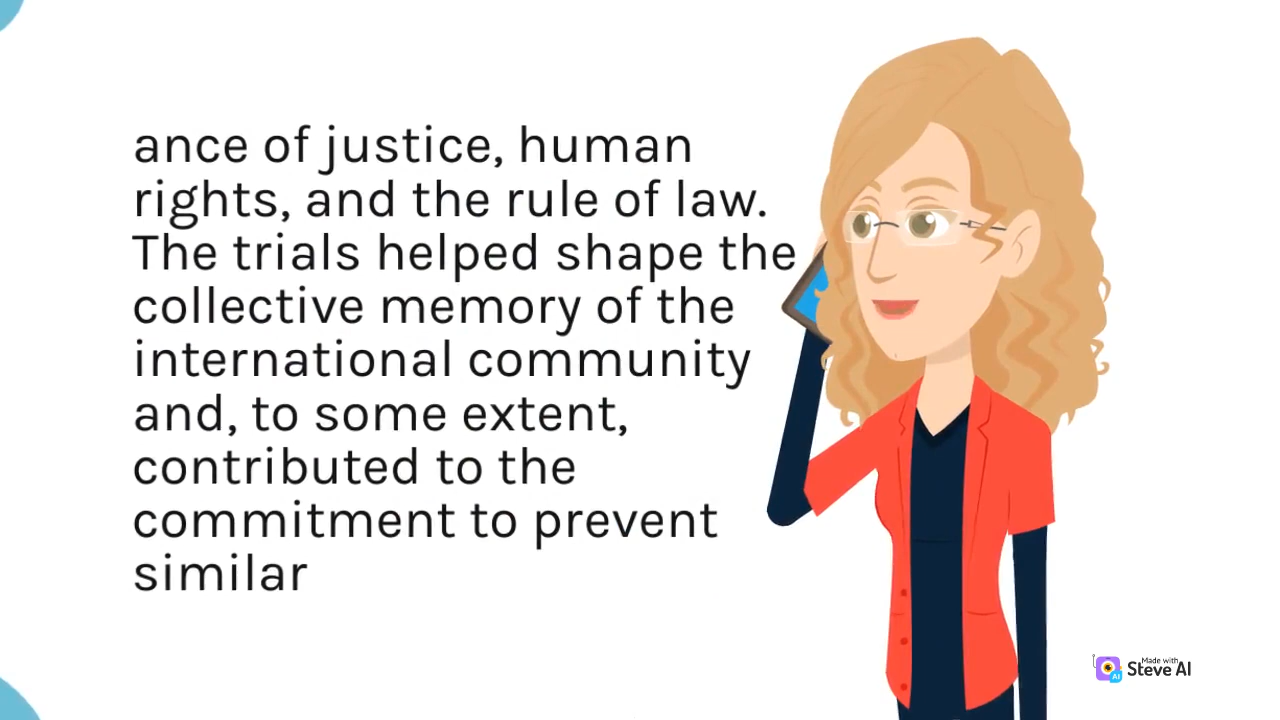 ance of justice, human
rights, and the rule of law.
The trials helped shape the
collective memory of the
international community
and, to some extent,
contributed to the
commitment to prevent
similar
Made with
Steve AI
AI